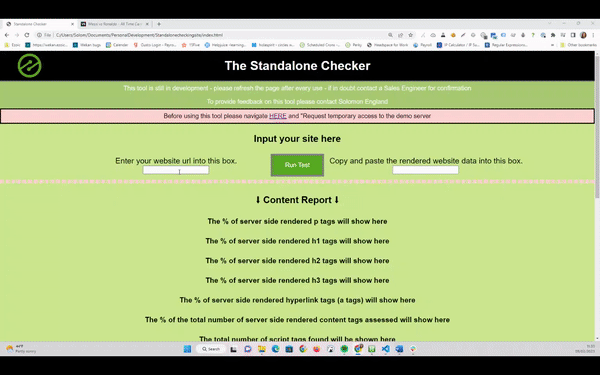 Standalone Checker
File C:/Users/Solom/Documents/PersonalDevelopment/Standalonecheckingsite/index.html
Calendar
Payroll
Other bookmarks
The Standalone Checker
This tool is still in development - please refresh the page after every use - if in doubt contact a Sales Engineer for confirmation
To provide feedback on this tool please contact Solomon England
Before using this tool please navigate HERE and "Request temporary access to the demo server
Input your site here
Enter your website url into this box.
Run Test
Copy and paste the rendered website data into this box.
⬇ Content Report ⬇
The % of server side rendered p tags will show here
The % of server side rendered h1 tags will show here
The % of server side rendered h2 tags will show here
The % of server side rendered h3 tags will show here
The % of server side rendered hyperlink tags (a tags) will show here
The % of the total number of server side rendered content tags assessed will show here
The total number of script tags found will be shown here
Search